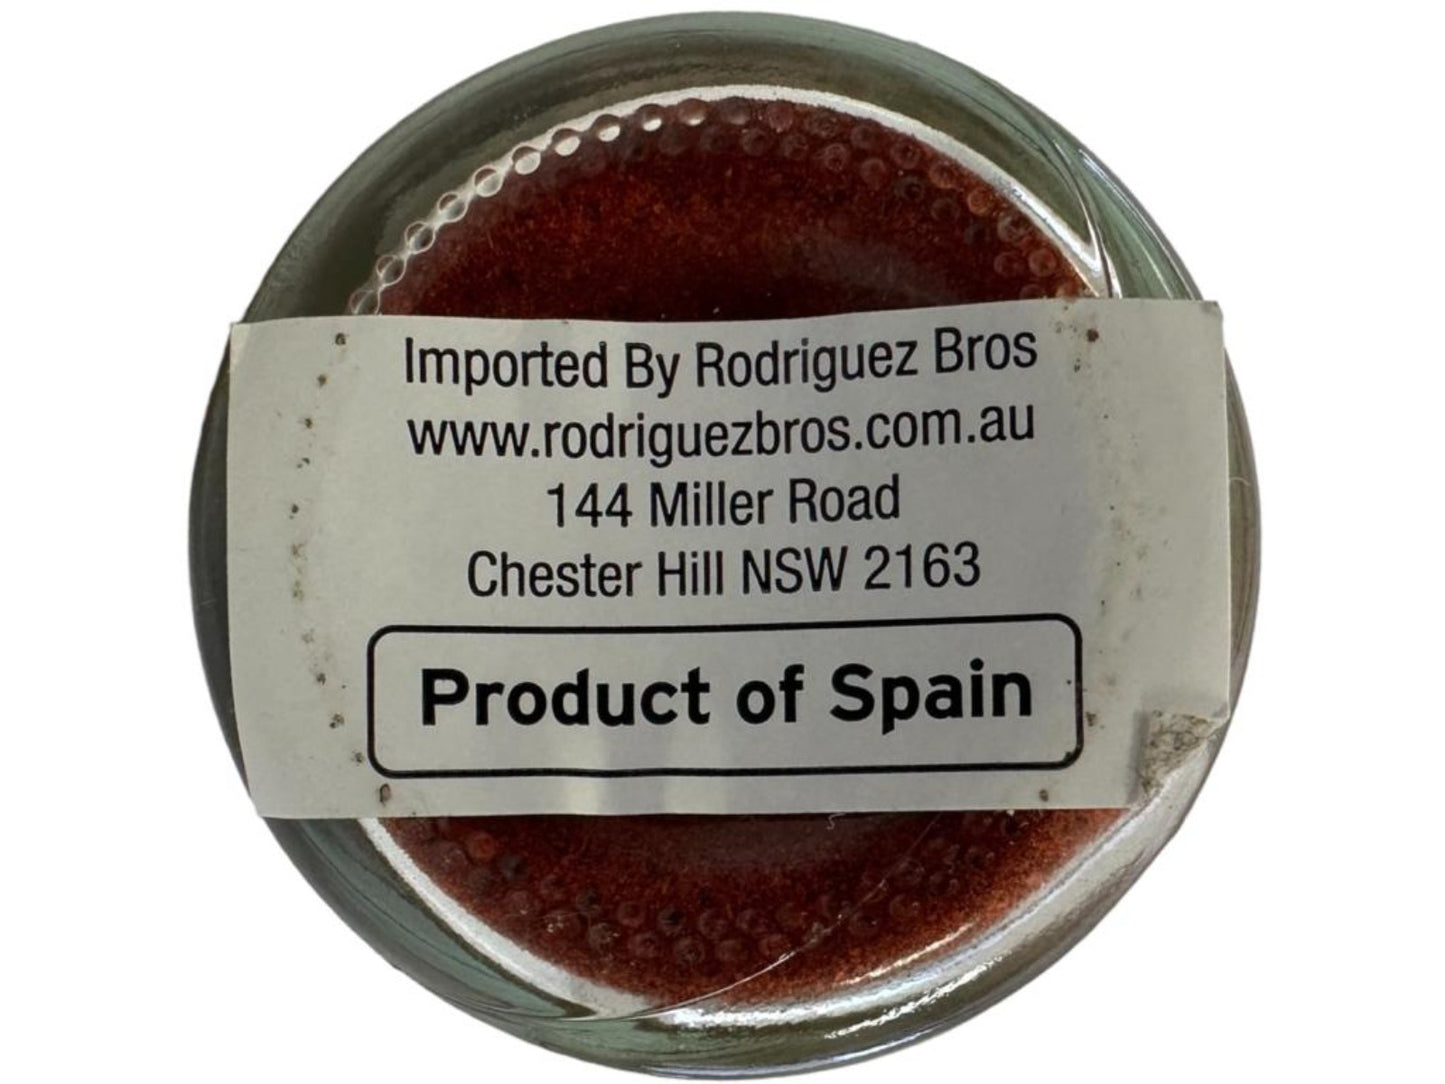 Imported By Rodriguez Bros
www.rodriguezbros.com.au
144 Miller Road
Chester Hill NSW 2163
Product of Spain